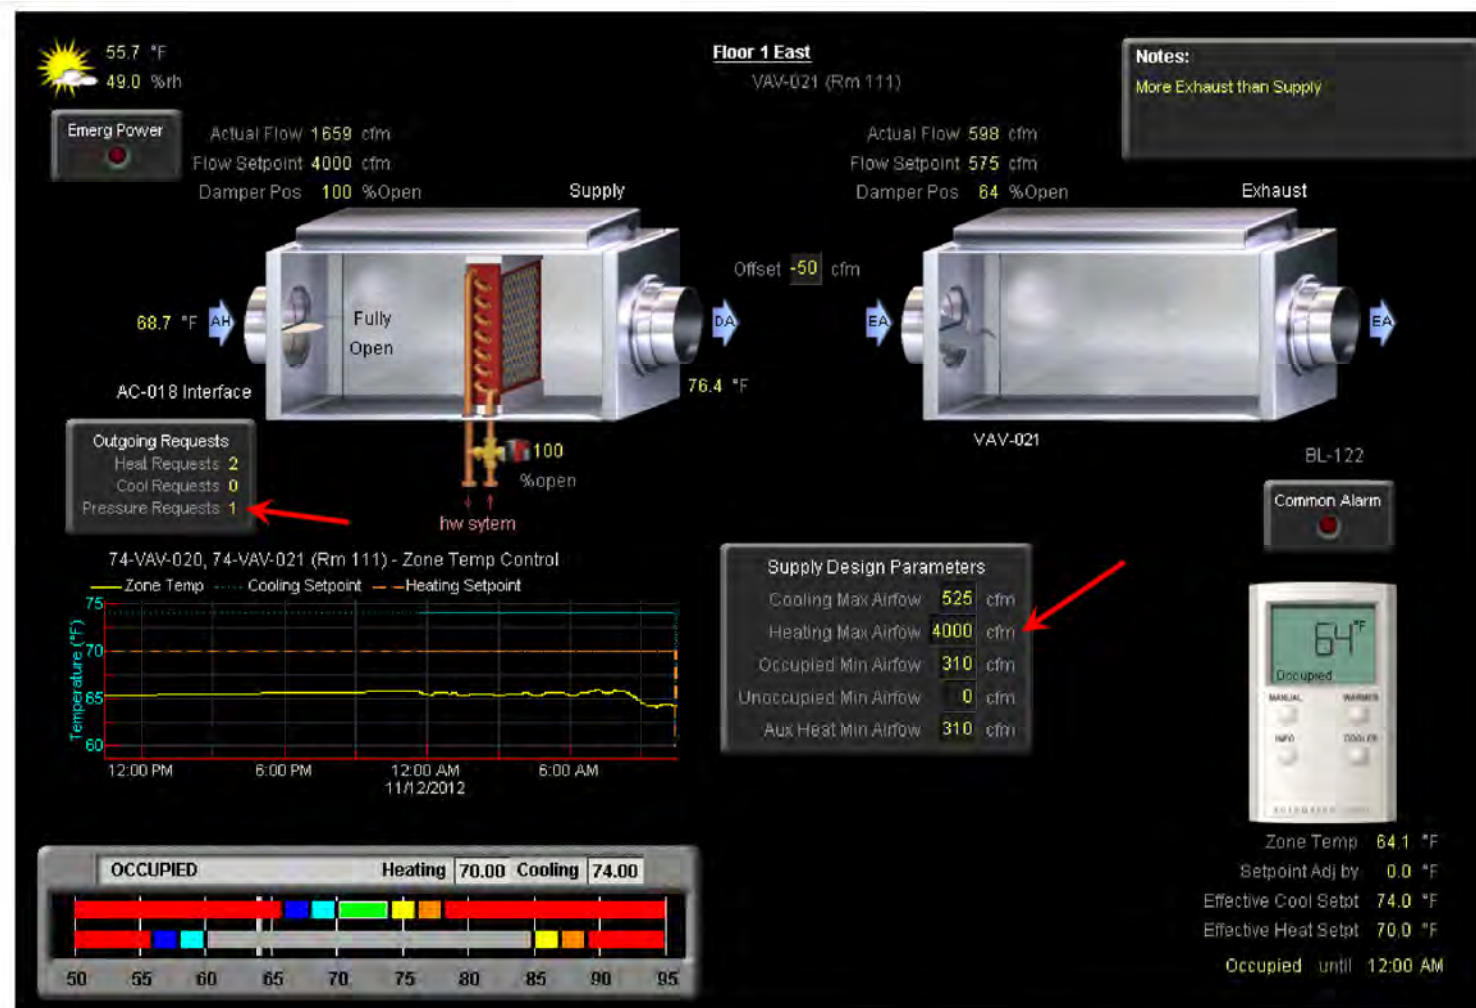 55.7 °F
49.0 %rh
Floor 1 East
VAV-021 (Rm 111)
Notes:
More Exhaust than Supply
Emerg Power
Actual Flow 1659 cfm
Flow Setpoint 4000 cfm
Damper Pos 100 %Open
Supply
Actual Flow 598 cfm
Flow Setpoint 575 cfm
Damper Pos 64 %Open
Exhaust
Offset -50 cfm
68.7 °F AH
Fully
Open
DA
EA
EA
76.4 °F
AC-018 Interface
VAV-021
Outgoing Requests
Heat Requests 2
Cool Requests 0
Pressure Requests 1
100
%open
hw sytem
BL-122
Common Alarm
74-VAV-020, 74-VAV-021 (Rm 111) - Zone Temp Control
Zone Temp Cooling Setpoint Heating Setpoint
Temperature (°F)
75
70
65
60
12:00 PM 6:00 PM 12:00 AM 6:00 AM
11/12/2012
Supply Design Parameters
Cooling Max Airfow 525 cfm
Heating Max Airfow 4000 cfm
Occupied Min Airfow 310 cfm
Unoccupied Min Airfow 0 cfm
Aux Heat Min Airfow 310 cfm
64 °F
Occupied
MANUAL WARMER
INFO COOLER
Zone Temp 64.1 °F
Setpoint Adj by 0.0 °F
Effective Cool Setpt 74.0 °F
Effective Heat Setpt 70.0 °F
Occupied until 12:00 AM
OCCUPIED Heating 70.00 Cooling 74.00
50 55 60 65 70 75 80 85 90 95